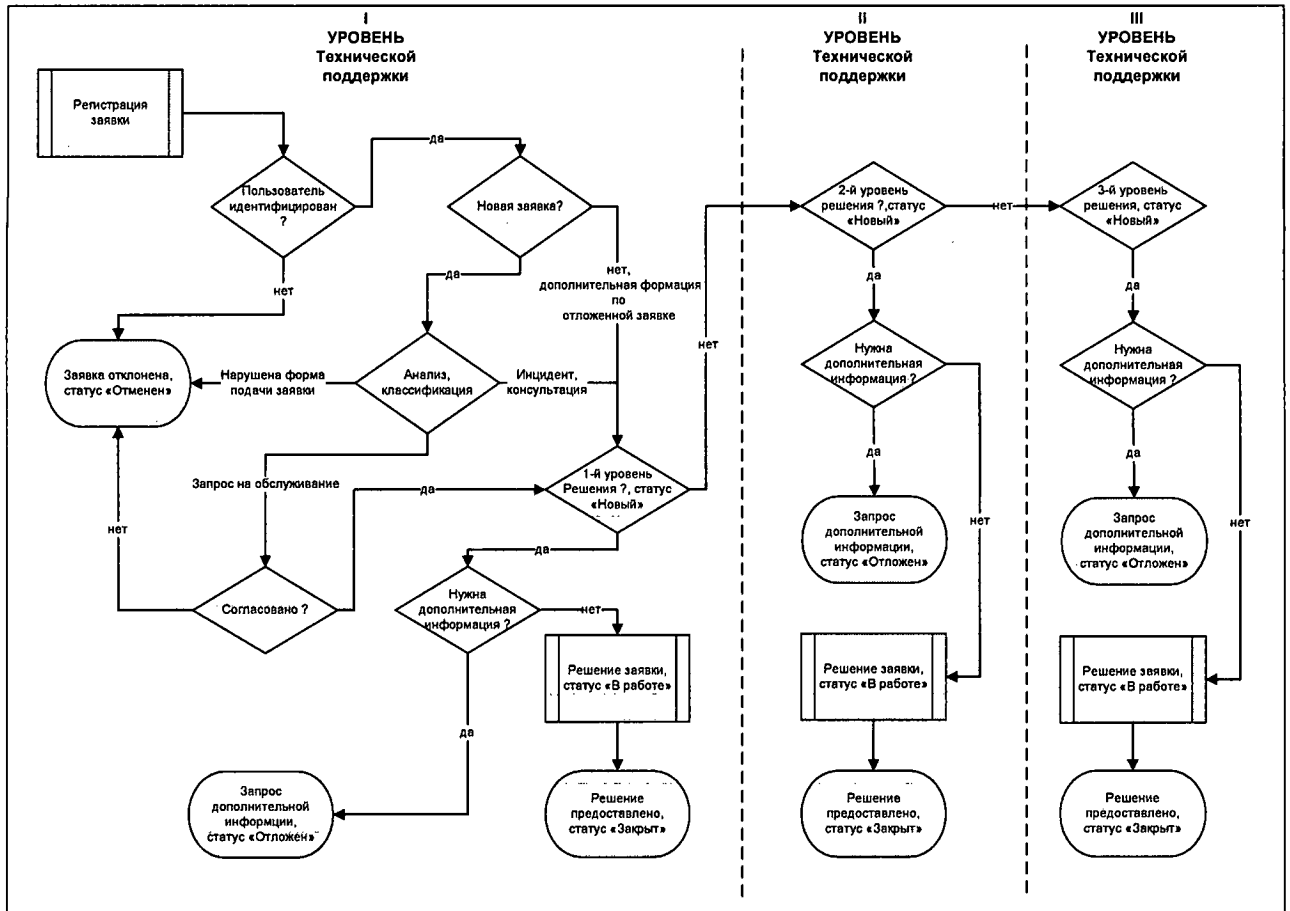 I
УРОВЕНЬ
Технической
поддержки
II
УРОВЕНЬ
Технической
поддержки
III
УРОВЕНЬ
Технической
поддержки
Регистрация
заявки
да
Пользователь
идентифицирован
?
Новая заявка?
2-й уровень
решения ?,статус
«Новый»
нет
3-й уровень
решения, статус
«Новый»
нет
да
нет,
дополнительная формация
по
отложенной заявке
да
да
Заявка отклонена,
статус «Отменен»
Нарушена форма
подачи заявки
Анализ,
классификация
Инцидент,
консультация
нет
Нужна
дополнительная
информация ?
Нужна
дополнительная
информация ?
да
да
Запрос на обслуживание
да
1-й уровень
Решения ?, статус
«Новый»
нет
нет
нет
Запрос
дополнительной
информации,
статус «Отложен»
Запрос
дополнительной
информации,
статус «Отложен»
да
Согласовано ?
Нужна
дополнительная
информация ?
нет
Решение заявки,
статус «В работе»
Решение заявки,
статус «В работе»
Решение заявки,
статус «В работе»
да
Запрос
дополнительной
информции,
статус «Отложен»
Решение
предоставлено,
статус «Закрыт»
Решение
предоставлено,
статус «Закрыт»
Решение
предоставлено,
статус «Закрыт»